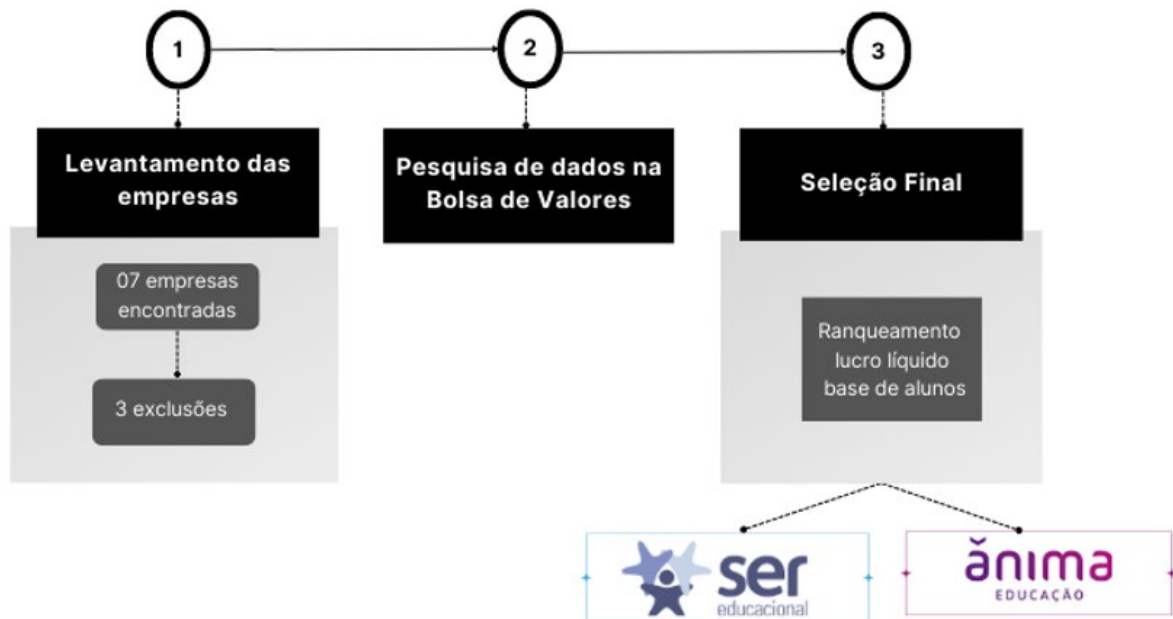 1
2
3
Levantamento das
empresas
Pesquisa de dados na
Bolsa de Valores
Seleção Final
07 empresas
encontradas
3 exclusões
Ranqueamento
lucro líquido
base de alunos
ser
educacional
ănıma
EDUCAÇÃO